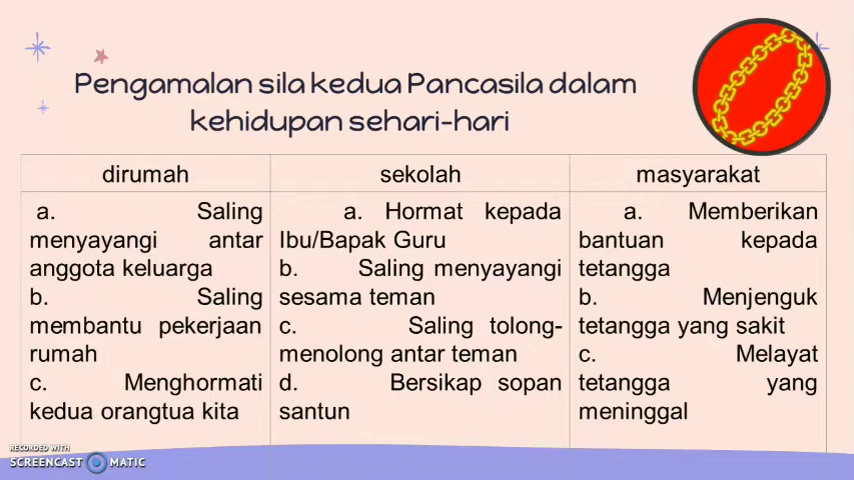 Pengamalan sila kedua Pancasila dalam
kehidupan sehari-hari
dirumah
a. Saling
menyayangi antar
anggota keluarga
b. Saling
membantu pekerjaan
rumah
c. Menghormati
kedua orangtua kita
sekolah
a. Hormat kepada
Ibu/Bapak Guru
b. Saling menyayangi
sesama teman
c. Saling tolong-
menolong antar teman
d. Bersikap sopan
santun
masyarakat
a. Memberikan
bantuan kepada
tetangga
b. Menjenguk
tetangga yang sakit
c. Melayat
tetangga yang
meninggal
RECORDED WITH
SCREENCAST MATIC